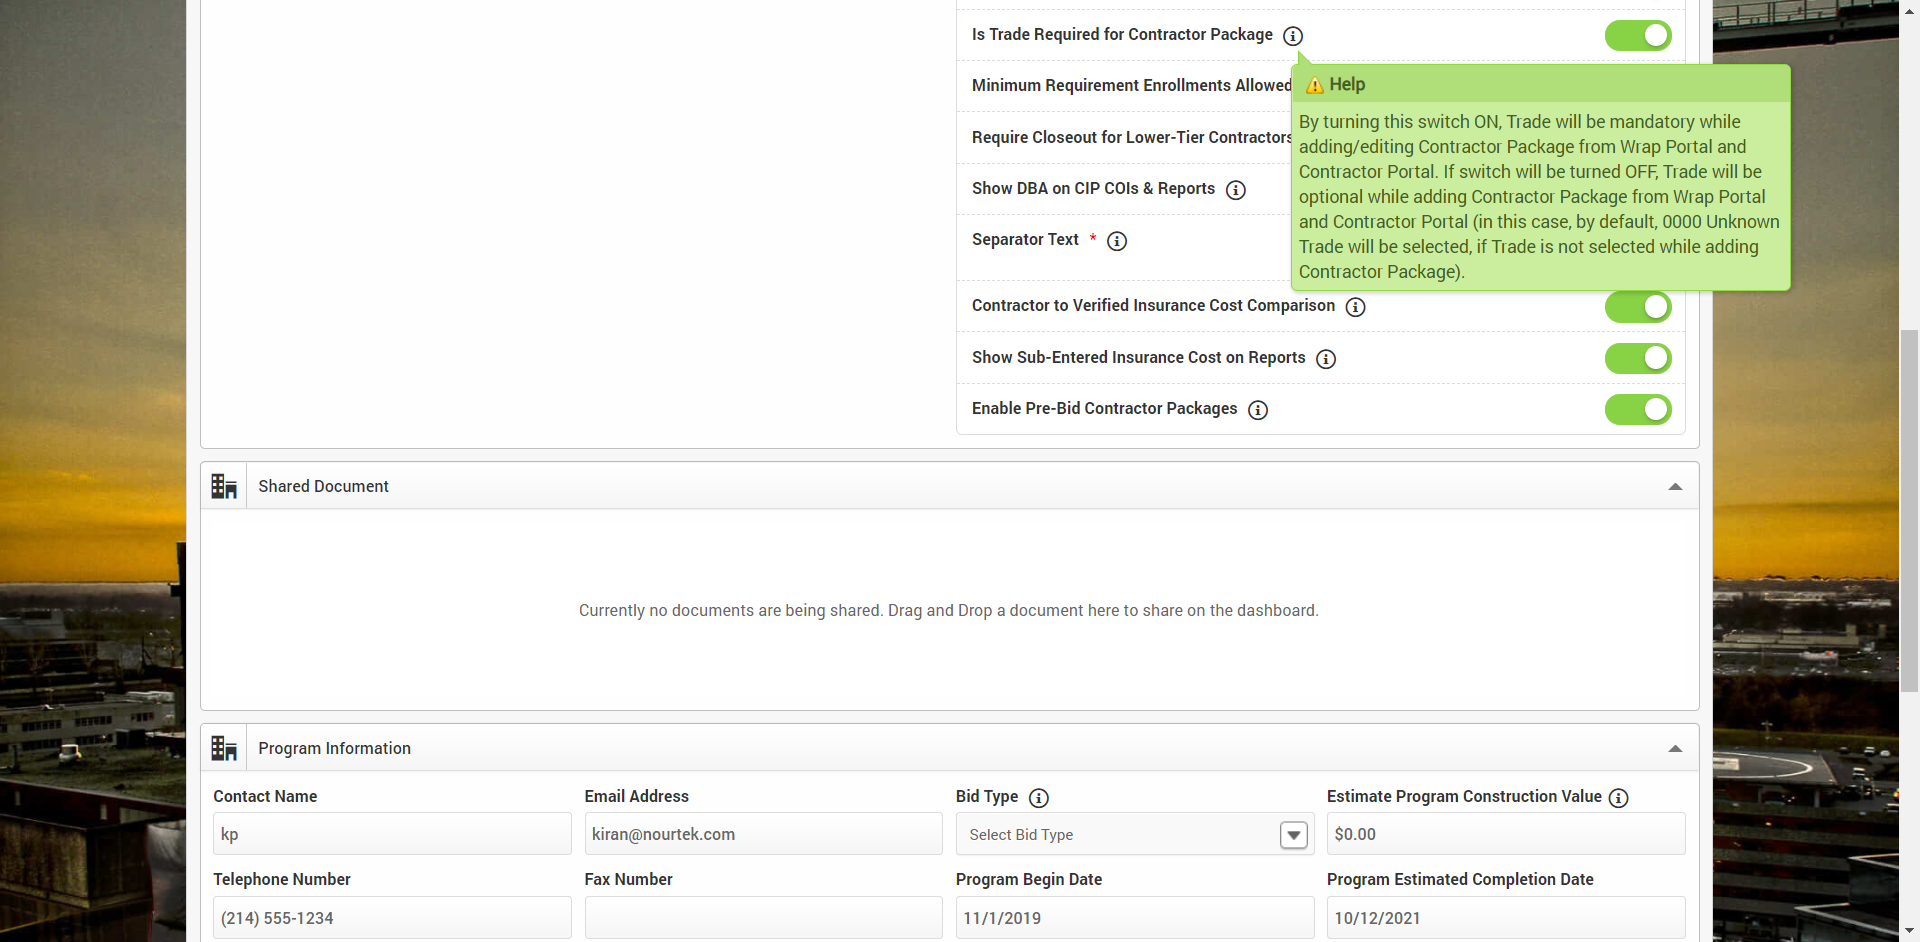 Is Trade Required for Contractor Package
Help
Minimum Requirement Enrollments Allowed
By turning this switch ON, Trade will be mandatory while
adding/editing Contractor Package from Wrap Portal and
Contractor Portal. If switch will be turned OFF, Trade will be
optional while adding Contractor Package from Wrap Portal
and Contractor Portal (in this case, by default, 0000 Unknown
Trade will be selected, if Trade is not selected while adding
Contractor Package).
Require Closeout for Lower-Tier Contractors
Show DBA on CIP COIs & Reports
Separator Text *
Contractor to Verified Insurance Cost Comparison
Show Sub-Entered Insurance Cost on Reports
Enable Pre-Bid Contractor Packages
Shared Document
Currently no documents are being shared. Drag and Drop a document here to share on the dashboard.
Program Information
Contact Name
kp
Email Address
kiran@nourtek.com
Bid Type
Select Bid Type
Estimate Program Construction Value
$0.00
Telephone Number
(214) 555-1234
Fax Number
Program Begin Date
11/1/2019
Program Estimated Completion Date
10/12/2021